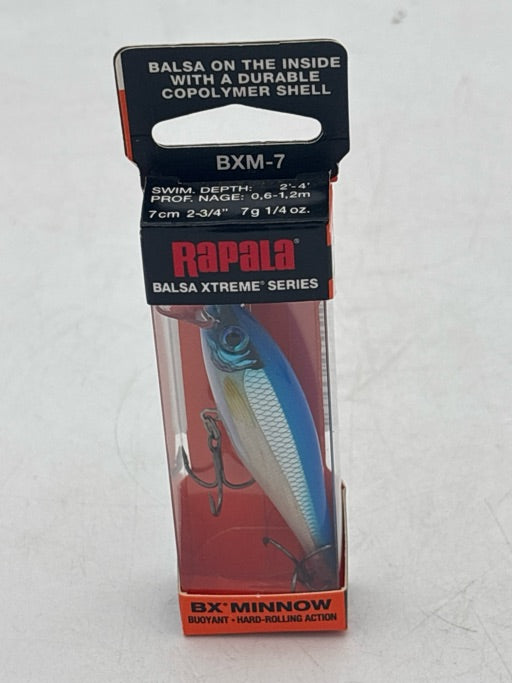 BALSA ON THE INSIDE
WITH A DURABLE
COPOLYMER SHELL
BXM-7
SWIM. DEPTH: 2'-4'
PROF. NAGE: 0,6-1,2m
7cm 2-3/4" 7g 1/4 oz.
Rapala®
BALSA XTREME® SERIES
BX® MINNOW
BUOYANT • HARD-ROLLING ACTION